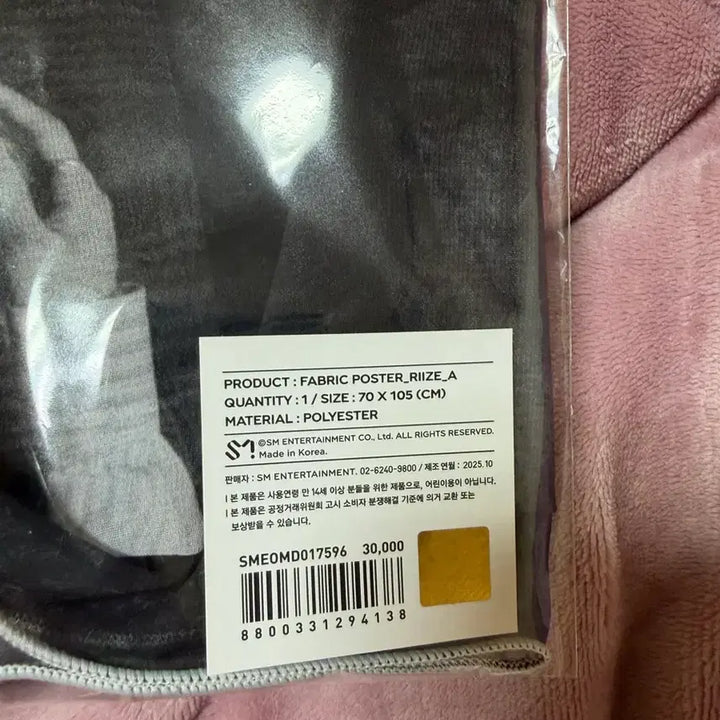 PRODUCT : FABRIC POSTER_RIIZE_A
QUANTITY : 1 / SIZE : 70 X 105 (CM)
MATERIAL : POLYESTER
SM ©SM ENTERTAINMENT CO., Ltd. ALL RIGHTS RESERVED.
Made in Korea.
판매자 : SM ENTERTAINMENT. 02-6240-9800 / 제조 연월 : 2025.10
l 본 제품은 사용연령 만 14세 이상 분들을 위한 제품으로, 어린이용이 아닙니다.
l 본 제품은 공정거래위원회 고시 소비자 분쟁해결 기준에 의거 교환 또는
보상받을 수 있습니다.
SMEOMD017596 30,000
8800331294138